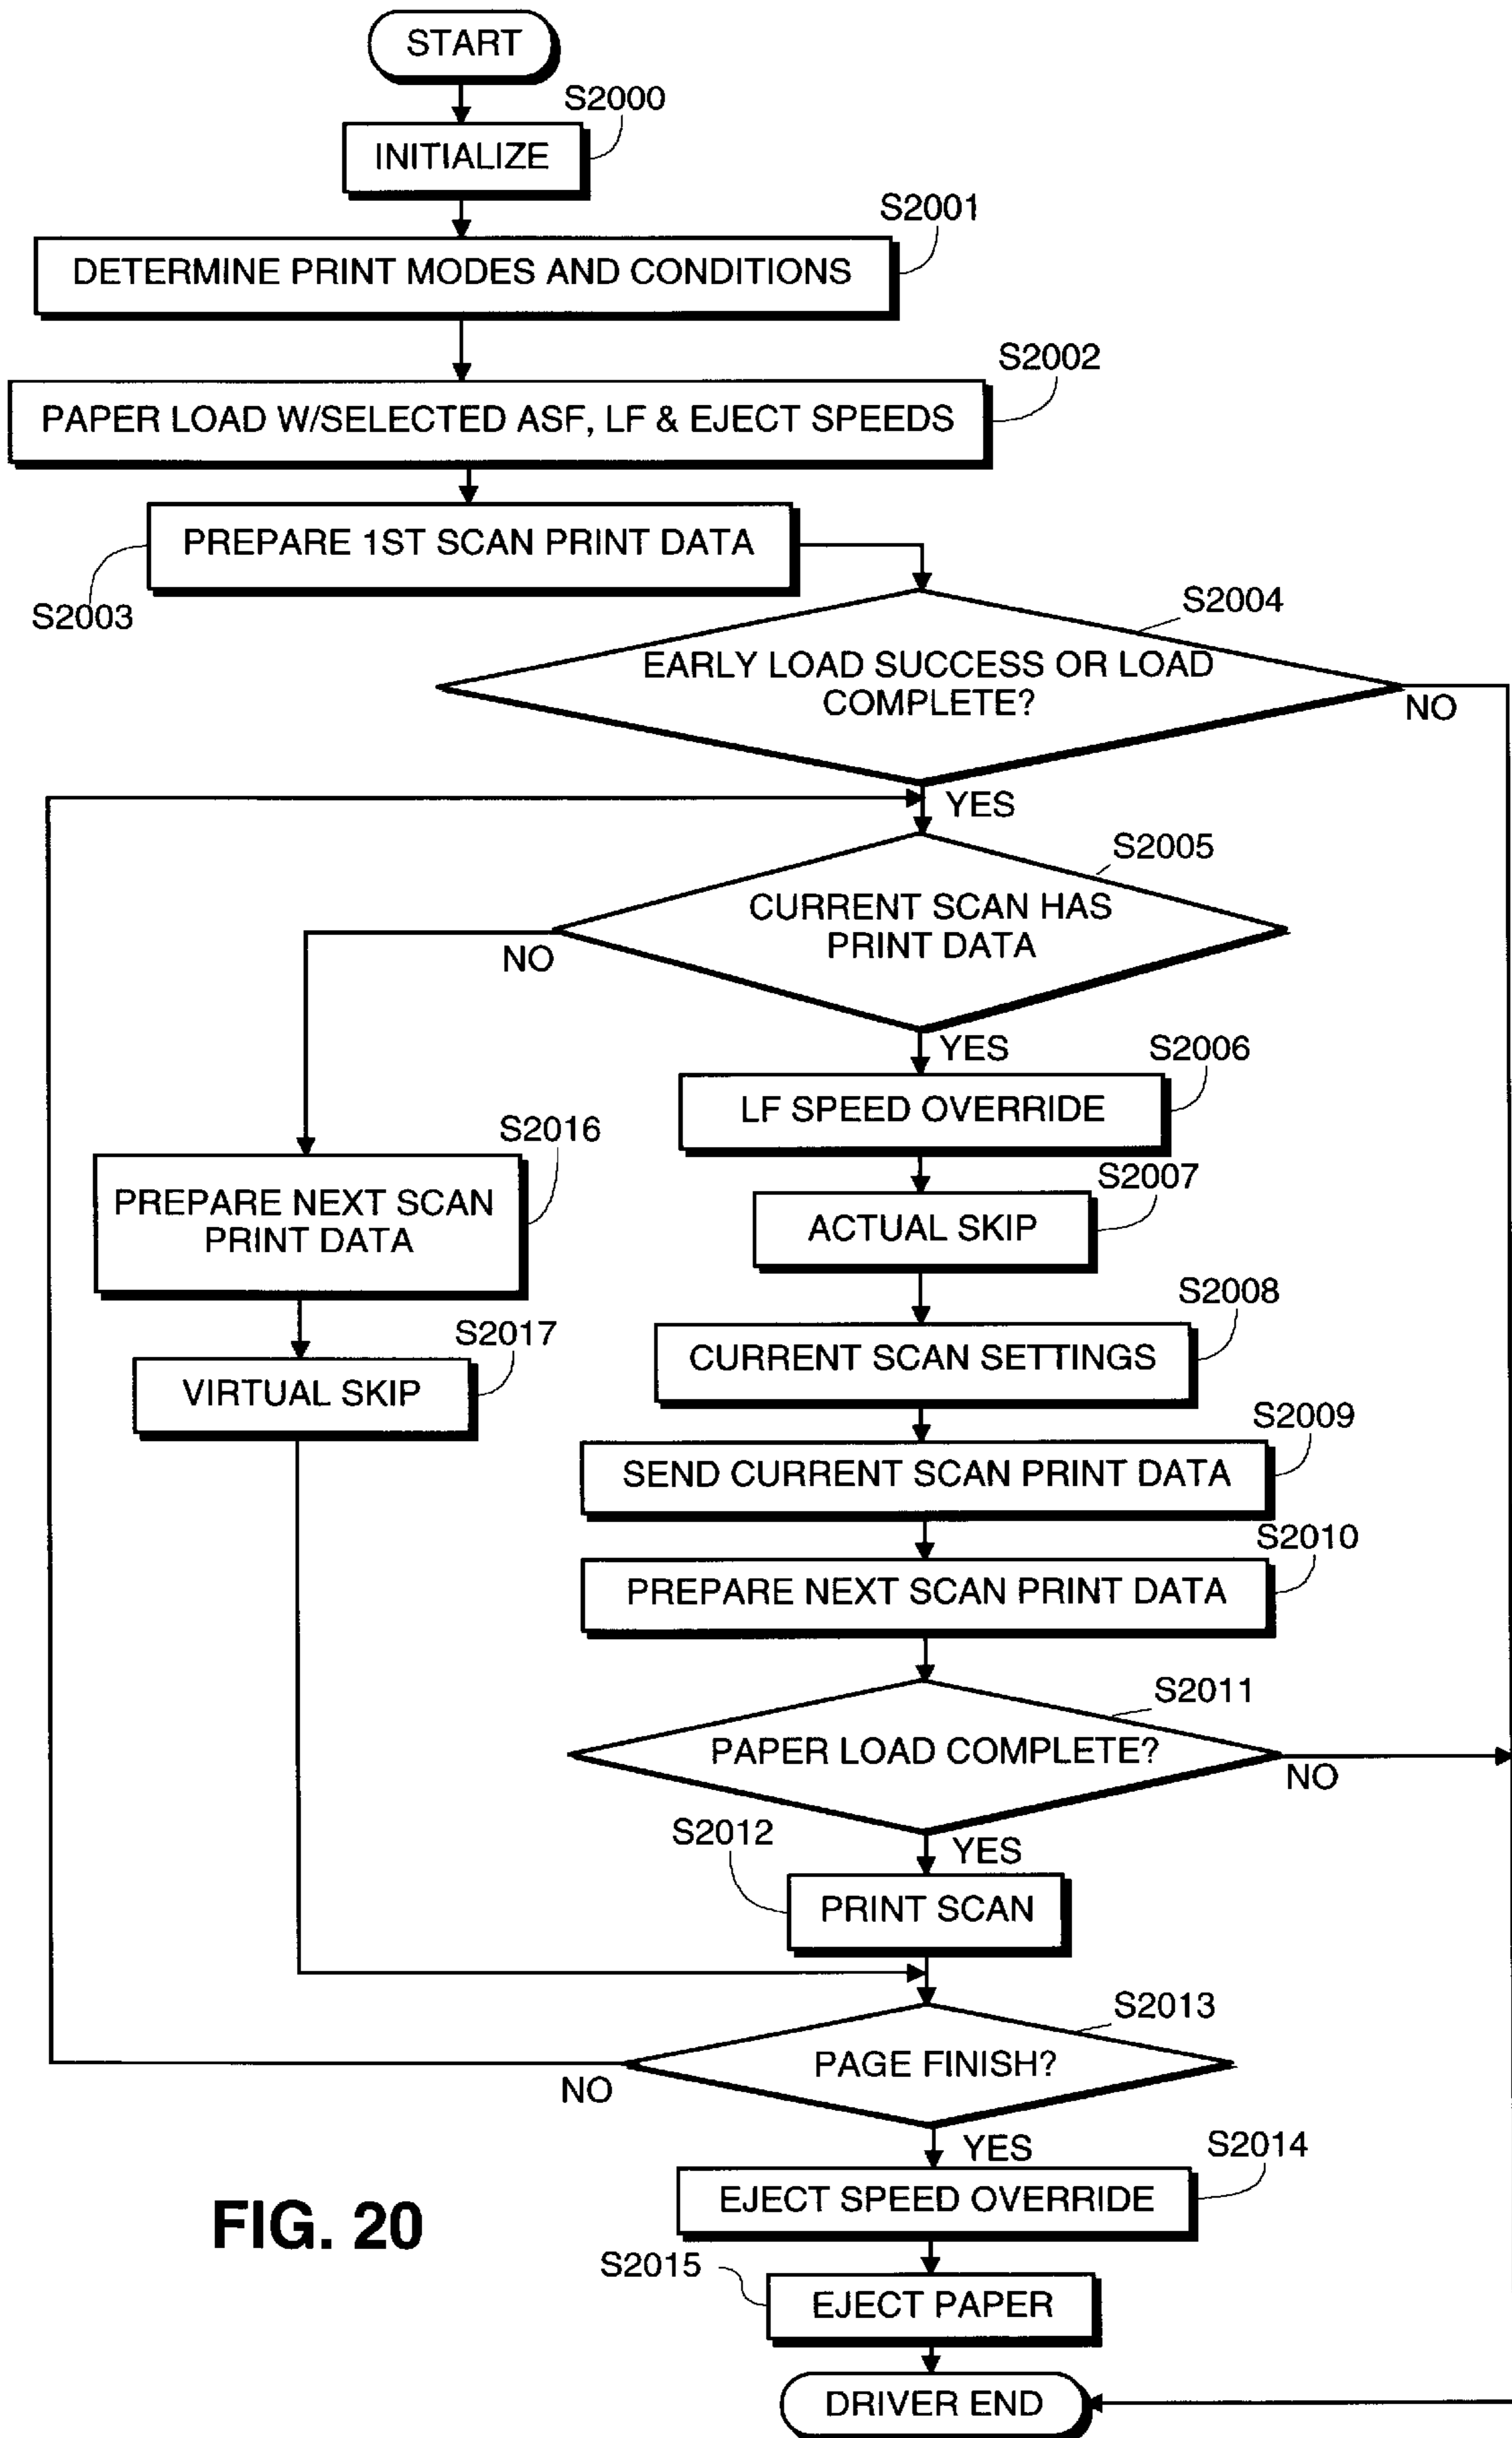 START
S2000
INITIALIZE
S2001
DETERMINE PRINT MODES AND CONDITIONS
S2002
PAPER LOAD W/SELECTED ASF, LF & EJECT SPEEDS
PREPARE 1ST SCAN PRINT DATA
S2003
S2004
EARLY LOAD SUCCESS OR LOAD
COMPLETE?
NO
YES
S2005
CURRENT SCAN HAS
PRINT DATA
NO
YES
S2006
LF SPEED OVERRIDE
S2016
PREPARE NEXT SCAN
PRINT DATA
S2007
ACTUAL SKIP
S2008
CURRENT SCAN SETTINGS
S2017
VIRTUAL SKIP
S2009
SEND CURRENT SCAN PRINT DATA
S2010
PREPARE NEXT SCAN PRINT DATA
S2011
PAPER LOAD COMPLETE?
NO
S2012
YES
PRINT SCAN
S2013
PAGE FINISH?
NO
YES
S2014
EJECT SPEED OVERRIDE
FIG. 20
S2015
EJECT PAPER
DRIVER END